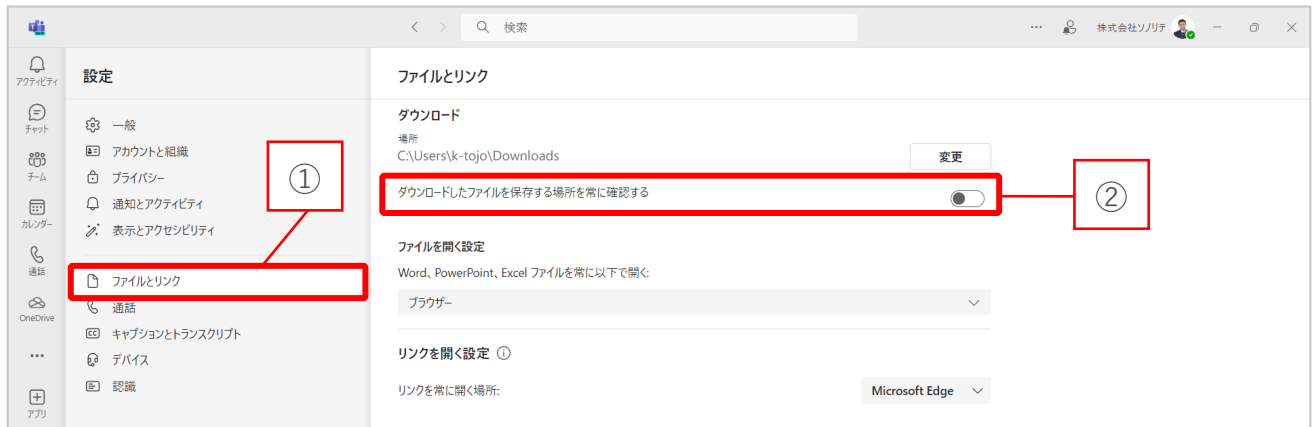 検索
株式会社ソノリテ
アクティビティ
チャット
チーム
カレンダー
通話
OneDrive
アプリ
設定
一般
アカウントと組織
プライバシー
通知とアクティビティ
表示とアクセシビリティ
①
ファイルとリンク
通話
キャプションとトランスクリプト
デバイス
認識
ファイルとリンク
ダウンロード
場所
C:\Users\k-tojo\Downloads
変更
ダウンロードしたファイルを保存する場所を常に確認する
②
ファイルを開く設定
Word、PowerPoint、Excel ファイルを常に以下で開く:
ブラウザー
リンクを開く設定
リンクを常に開く場所:
Microsoft Edge